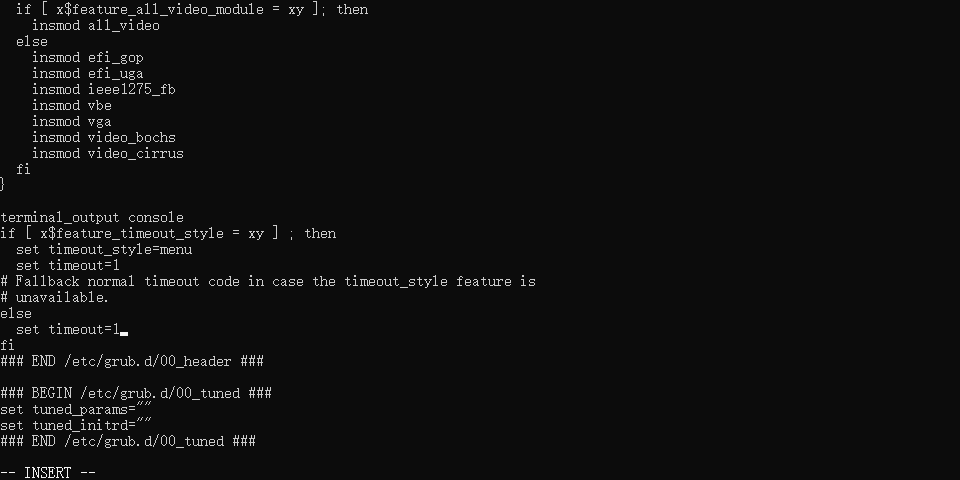 if [ x$feature_all_video_module = xy ]; then
    insmod all_video
  else
    insmod efi_gop
    insmod efi_uga
    insmod ieee1275_fb
    insmod vbe
    insmod vga
    insmod video_bochs
    insmod video_cirrus
  fi
}

terminal_output console
if [ x$feature_timeout_style = xy ] ; then
  set timeout_style=menu
  set timeout=1
# Fallback normal timeout code in case the timeout_style feature is
# unavailable.
else
  set timeout=1
fi
### END /etc/grub.d/00_header ###

### BEGIN /etc/grub.d/00_tuned ###
set tuned_params=""
set tuned_initrd=""
### END /etc/grub.d/00_tuned ###

-- INSERT --